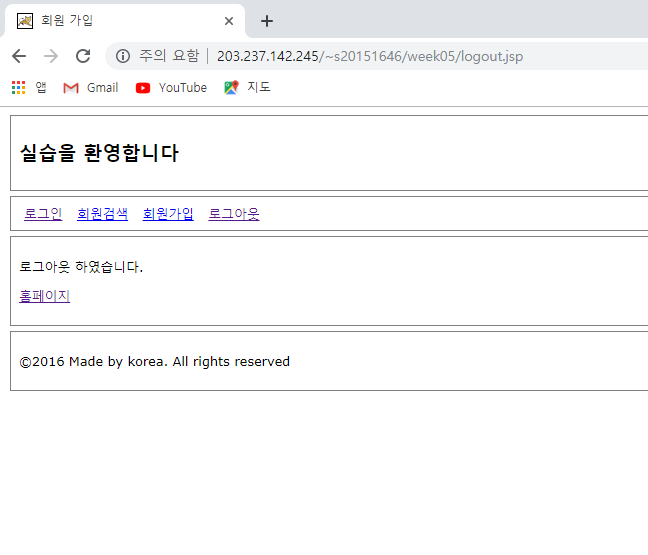 회원 가입
주의 요함 203.237.142.245/~s20151646/week05/logout.jsp
앱 Gmail YouTube 지도
실습을 환영합니다
로그인 회원검색 회원가입 로그아웃
로그아웃 하였습니다.
홈페이지
©2016 Made by korea. All rights reserved